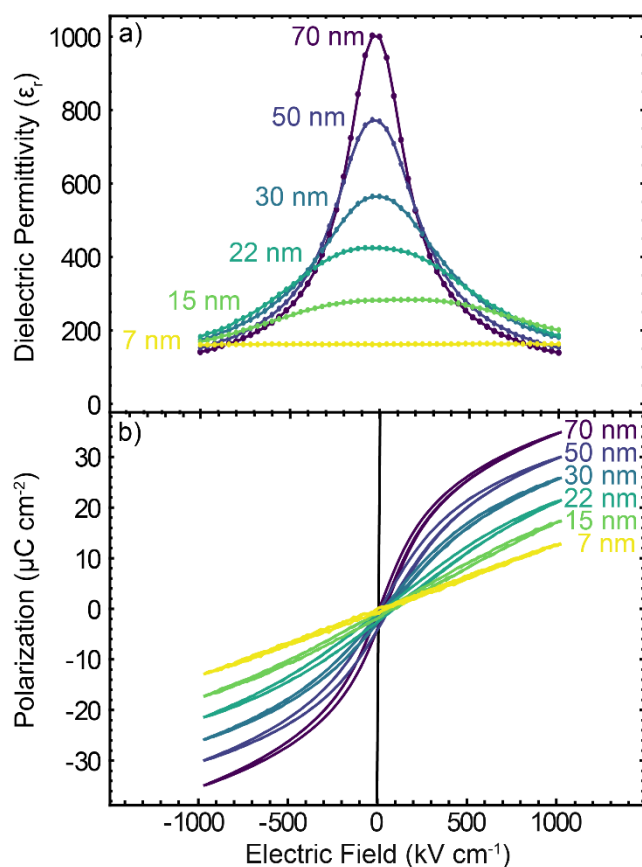 a)
Dielectric Permittivity (εr)
1000
800
600
400
200
0
70 nm
50 nm
30 nm
22 nm
15 nm
7 nm
b)
Polarization (μC cm⁻²)
30
20
10
0
-10
-20
-30
70 nm
50 nm
30 nm
22 nm
15 nm
7 nm
-1000 -500 0 500 1000
Electric Field (kV cm⁻¹)